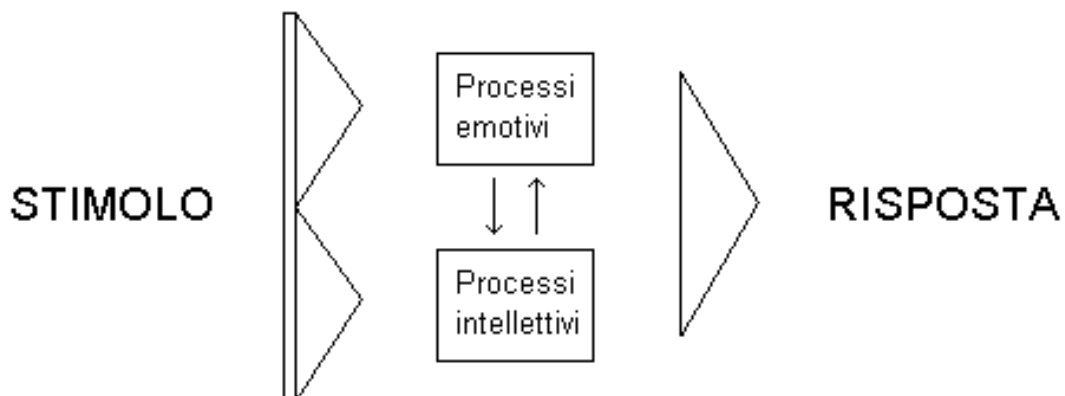 STIMOLO
Processi
emotivi
Processi
intellettivi
RISPOSTA